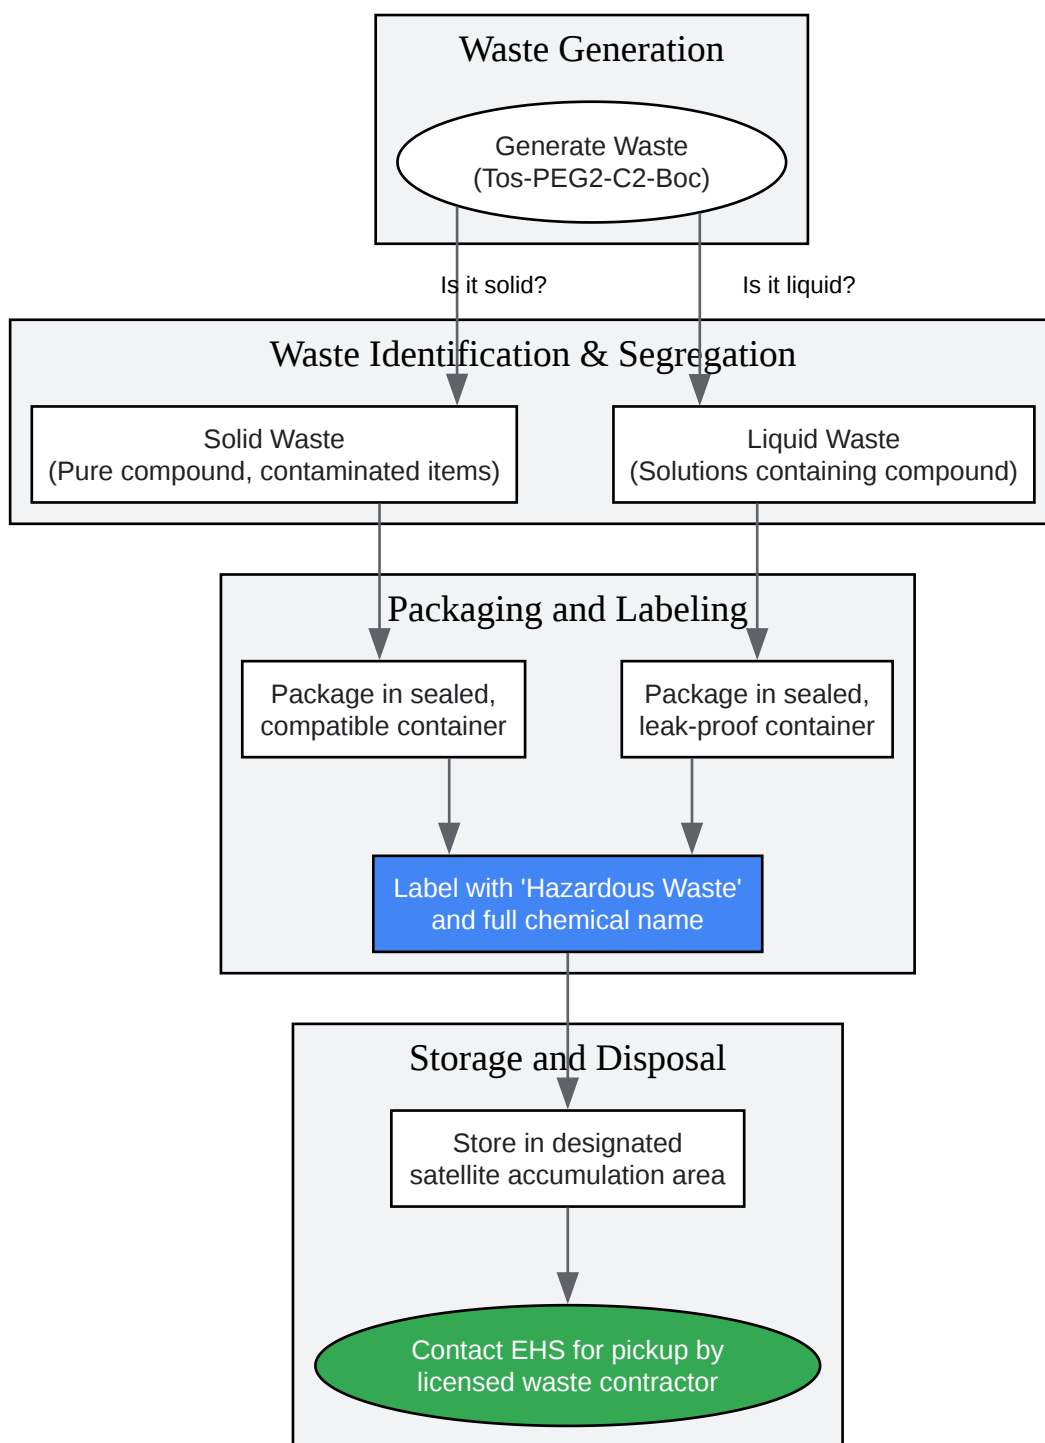 Waste Generation
Generate Waste
(Tos-PEG2-C2-Boc)
Is it solid?
Is it liquid?
Waste Identification & Segregation
Solid Waste
(Pure compound, contaminated items)
Liquid Waste
(Solutions containing compound)
Packaging and Labeling
Package in sealed,
compatible container
Package in sealed,
leak-proof container
Label with 'Hazardous Waste'
and full chemical name
Storage and Disposal
Store in designated
satellite accumulation area
Contact EHS for pickup by
licensed waste contractor